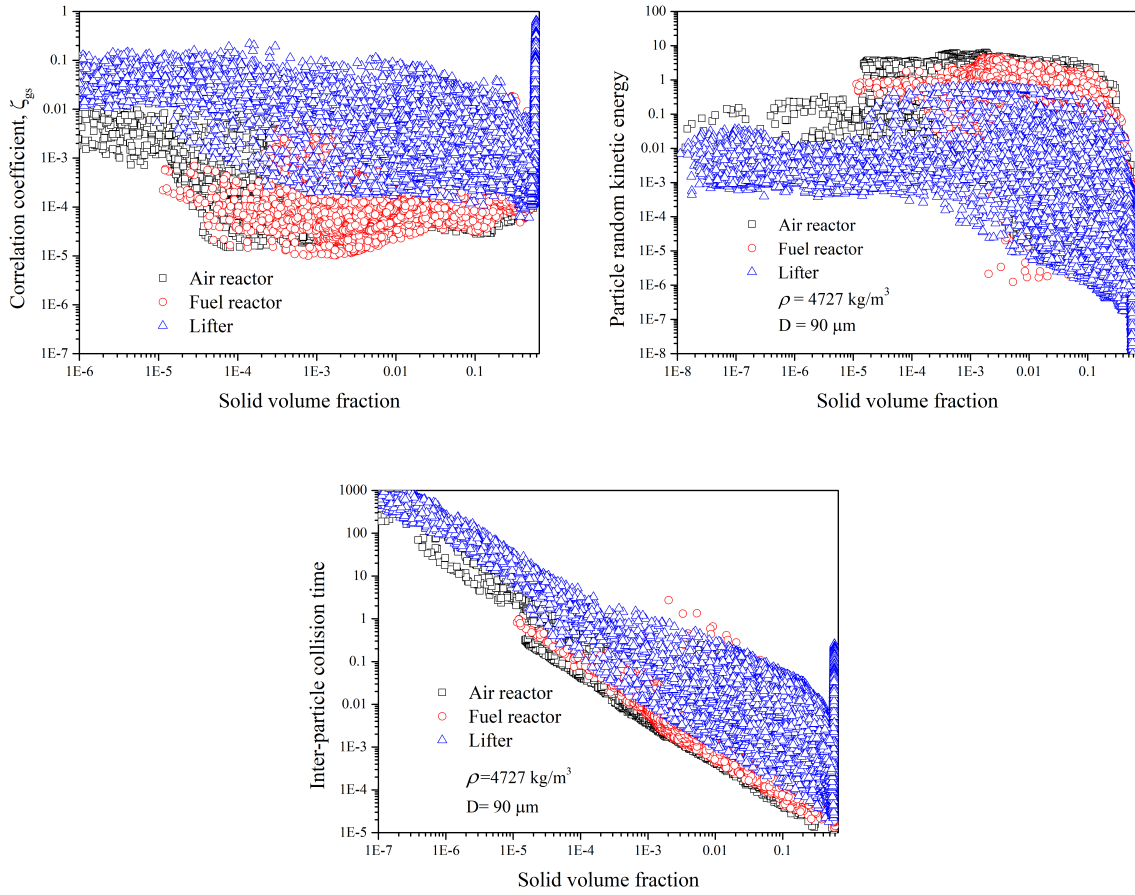 1
0.1
0.01
1E-3
1E-4
1E-5
1E-6
1E-7
Correlation coefficient, ζgs
Air reactor
Fuel reactor
Lifter
1E-6 1E-5 1E-4 1E-3 0.01 0.1
Solid volume fraction
100
10
1
0.1
0.01
1E-3
1E-4
1E-5
1E-6
1E-7
1E-8
Particle random kinetic energy
Air reactor
Fuel reactor
Lifter
ρ = 4727 kg/m³
D = 90 μm
1E-8 1E-7 1E-6 1E-5 1E-4 1E-3 0.01 0.1
Solid volume fraction
1000
100
10
1
0.1
0.01
1E-3
1E-4
1E-5
Inter-particle collision time
Air reactor
Fuel reactor
Lifter
ρ =4727 kg/m³
D= 90 μm
1E-7 1E-6 1E-5 1E-4 1E-3 0.01 0.1
Solid volume fraction